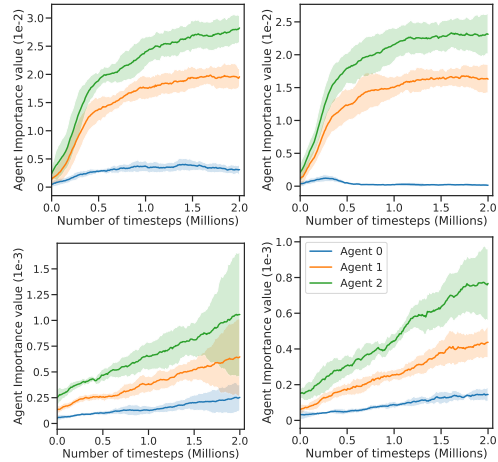 Agent Importance value (1e-2)
3.0
2.5
2.0
1.5
1.0
0.5
0
0.0 0.5 1.0 1.5 2.0
Number of timesteps (Millions)
Agent Importance value (1e-2)
2.5
2.0
1.5
1.0
0.5
0
0.0 0.5 1.0 1.5 2.0
Number of timesteps (Millions)
Agent Importance value (1e-3)
1.5
1.25
1.0
0.75
0.5
0.25
0
0.0 0.5 1.0 1.5 2.0
Number of timesteps (Millions)
Agent Importance value (1e-3)
1.0
0.8
0.6
0.4
0.2
0
0.0 0.5 1.0 1.5 2.0
Number of timesteps (Millions)
Agent 0
Agent 1
Agent 2